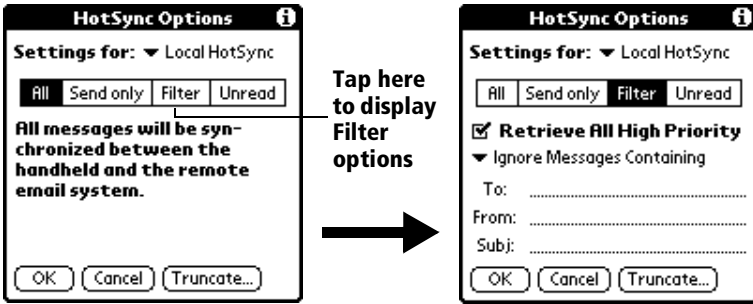 HotSync Options i
Settings for: Local HotSync
All Send only Filter Unread
All messages will be syn-
chronized between the
handheld and the remote
email system.
OK Cancel Truncate...
Tap here
to display
Filter
options
HotSync Options i
Settings for: Local HotSync
All Send only Filter Unread
Retrieve All High Priority
Ignore Messages Containing
To:
From:
Subj:
OK Cancel Truncate...